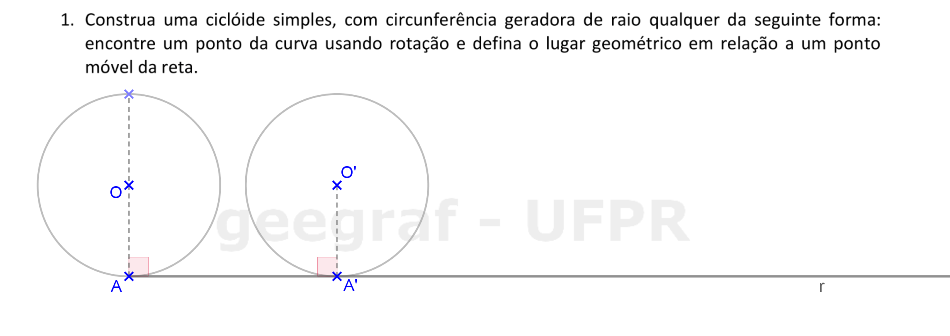 1. Construa uma ciclóide simples, com circunferência geradora de raio qualquer da seguinte forma:
encontre um ponto da curva usando rotação e defina o lugar geométrico em relação a um ponto
móvel da reta.
O'
O
geegraf - UFPR
A
A'
r